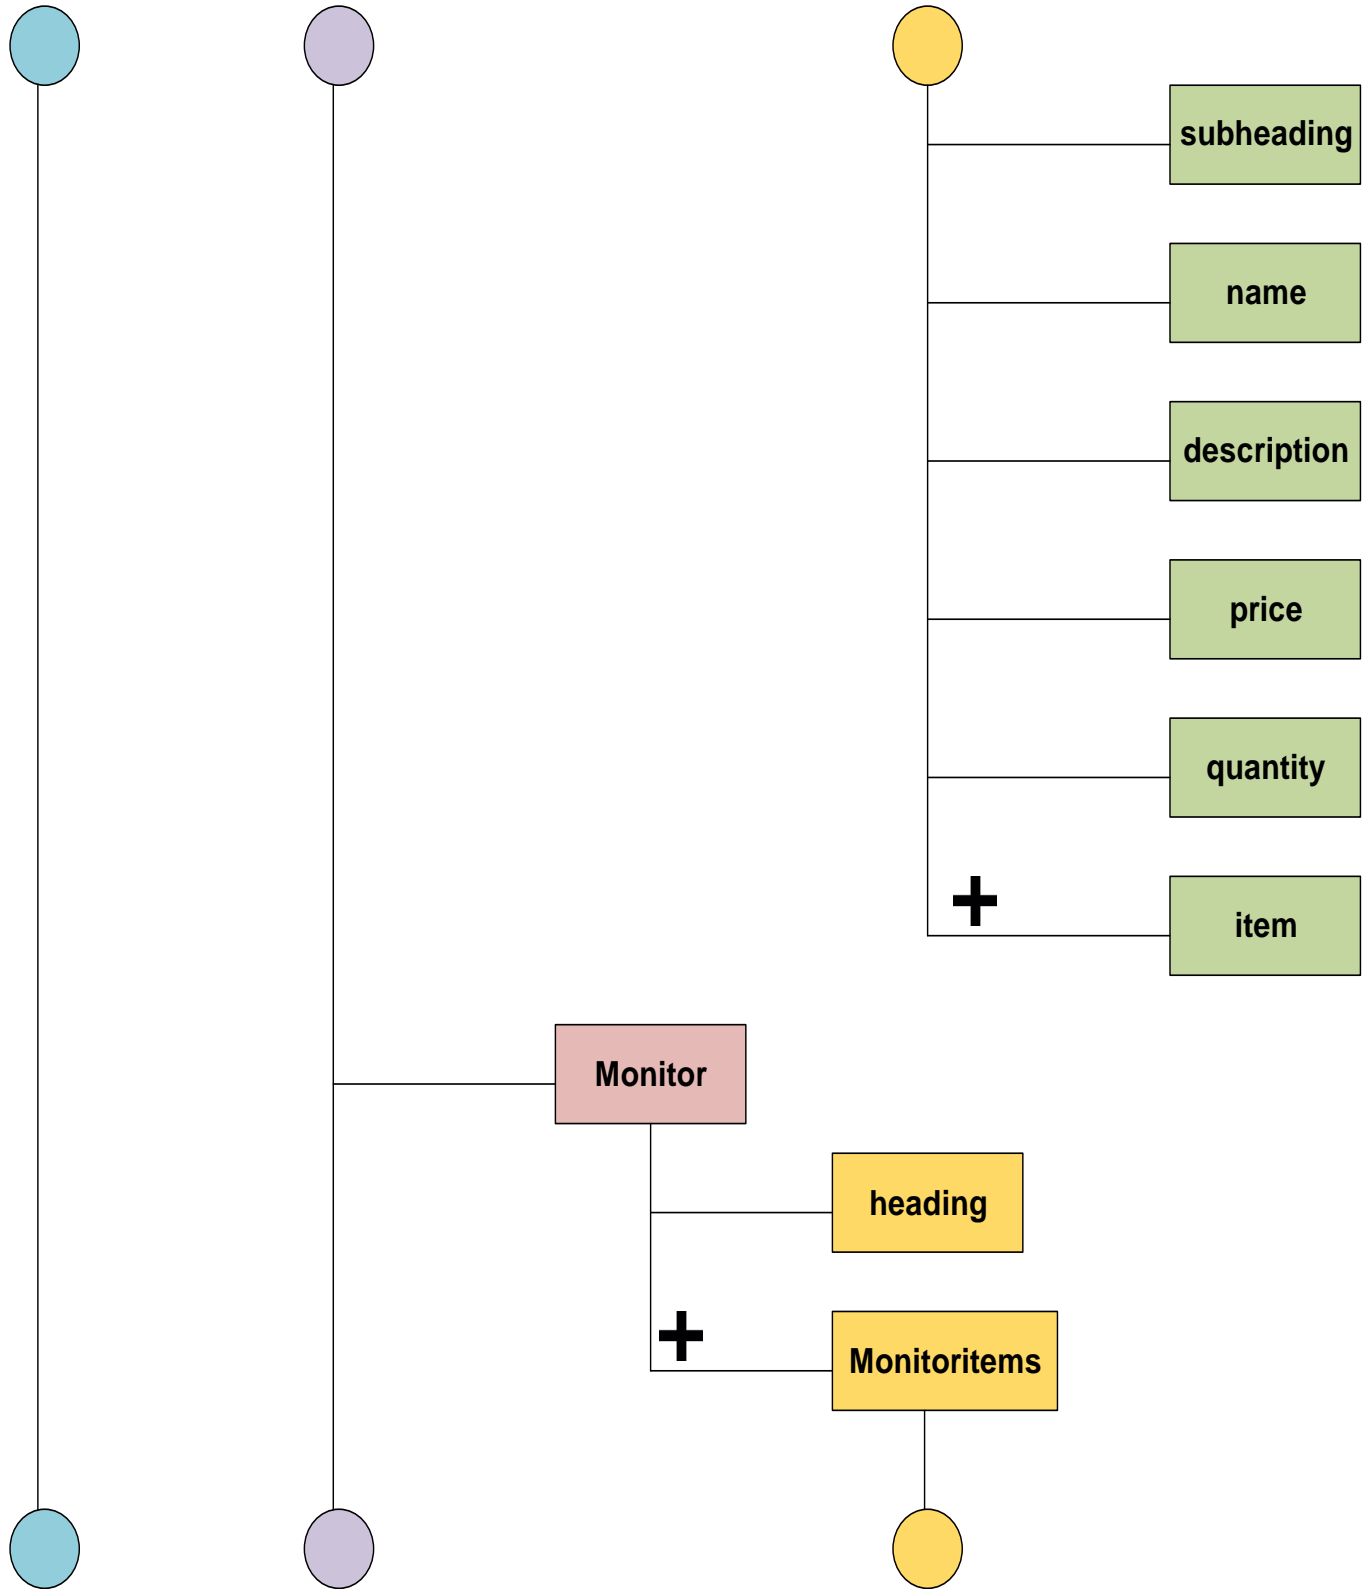 subheading
name
description
price
quantity
+
item
Monitor
heading
+
Monitoritems